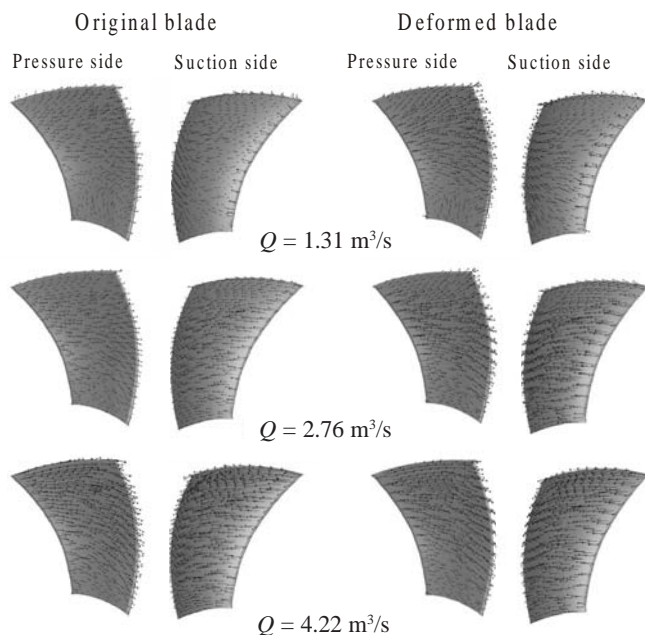 Original blade Deformed blade
Pressure side Suction side Pressure side Suction side
Q = 1.31 m³/s
Q = 2.76 m³/s
Q = 4.22 m³/s